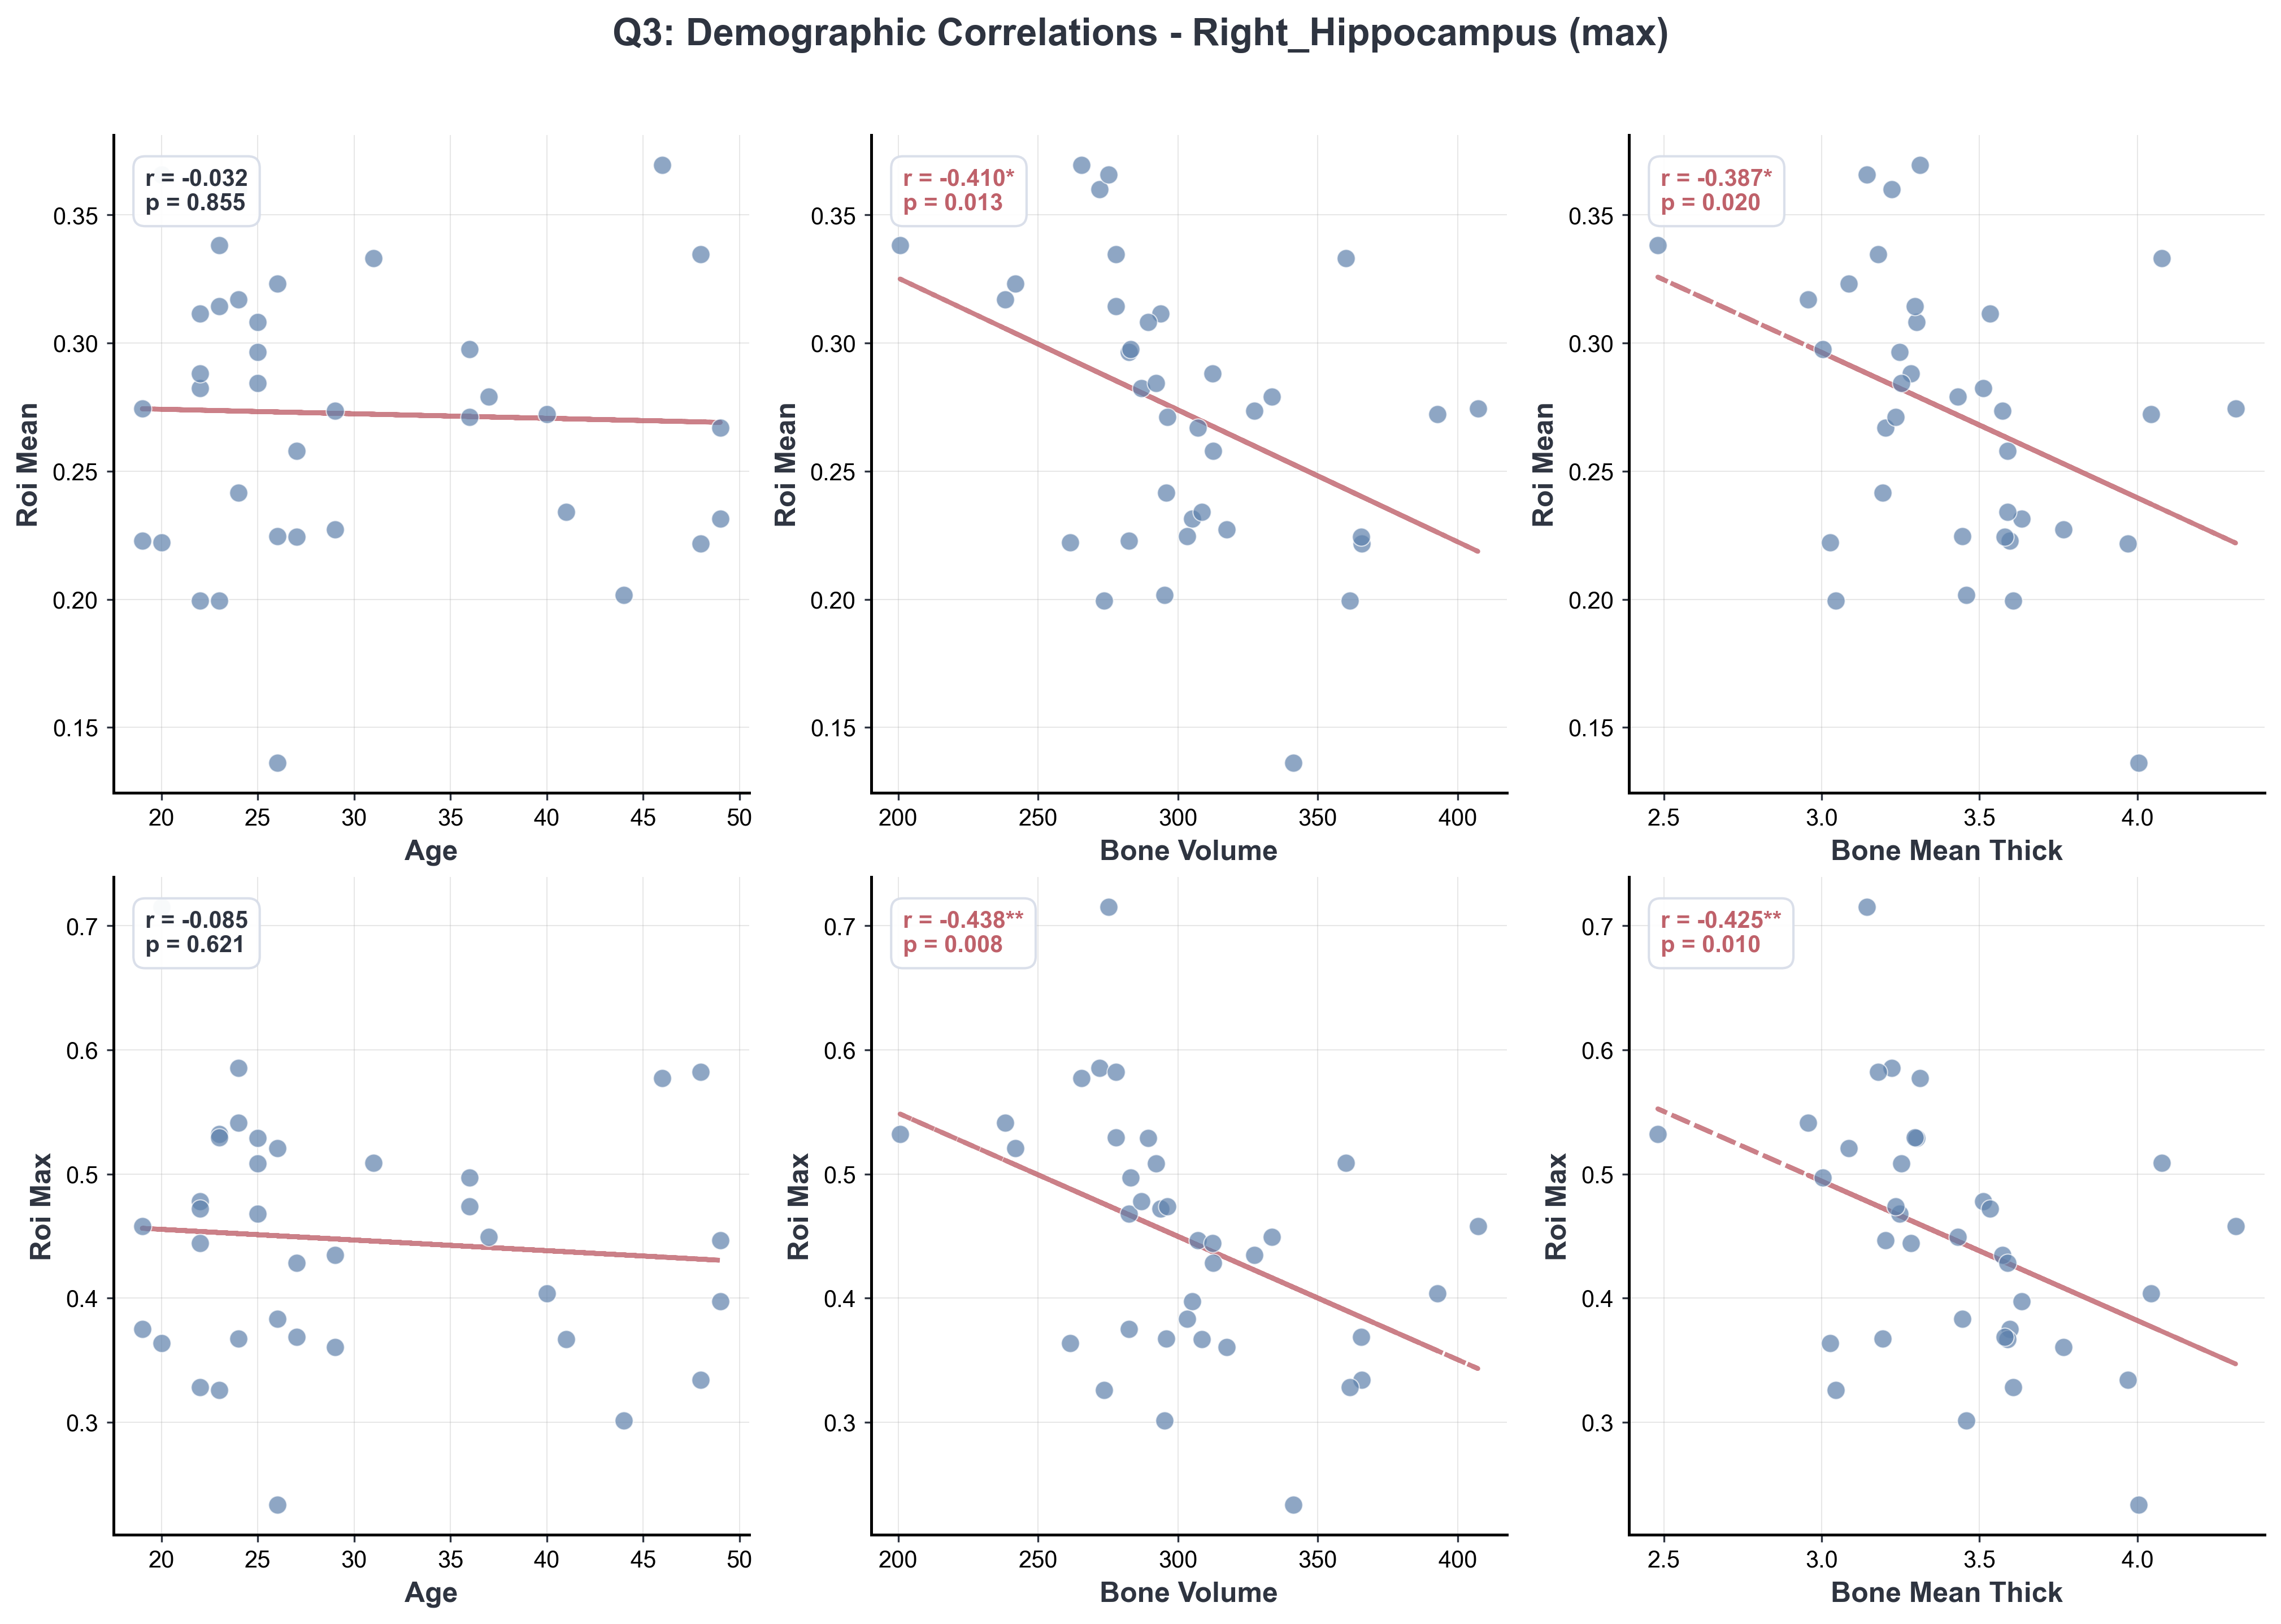 Q3: Demographic Correlations - Right_Hippocampus (max)
r = -0.032
p = 0.855
0.35
0.30
0.25
0.20
0.15
Roi Mean
20 25 30 35 40 45 50
Age
r = -0.410*
p = 0.013
0.35
0.30
0.25
0.20
0.15
Roi Mean
200 250 300 350 400
Bone Volume
r = -0.387*
p = 0.020
0.35
0.30
0.25
0.20
0.15
Roi Mean
2.5 3.0 3.5 4.0
Bone Mean Thick
r = -0.085
p = 0.621
0.7
0.6
0.5
0.4
0.3
Roi Max
20 25 30 35 40 45 50
Age
r = -0.438**
p = 0.008
0.7
0.6
0.5
0.4
0.3
Roi Max
200 250 300 350 400
Bone Volume
r = -0.425**
p = 0.010
0.7
0.6
0.5
0.4
0.3
Roi Max
2.5 3.0 3.5 4.0
Bone Mean Thick